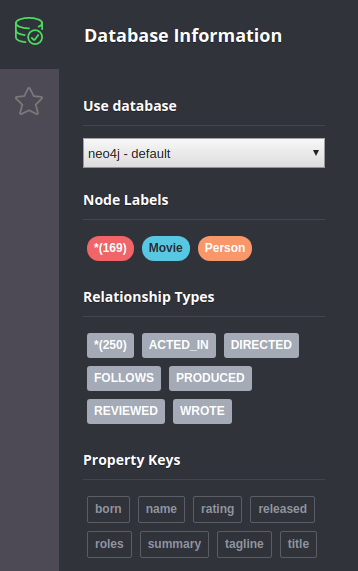 Database Information
Use database
neo4j - default
Node Labels
*(169) Movie Person
Relationship Types
*(250) ACTED_IN DIRECTED
FOLLOWS PRODUCED
REVIEWED WROTE
Property Keys
born name rating released
roles summary tagline title